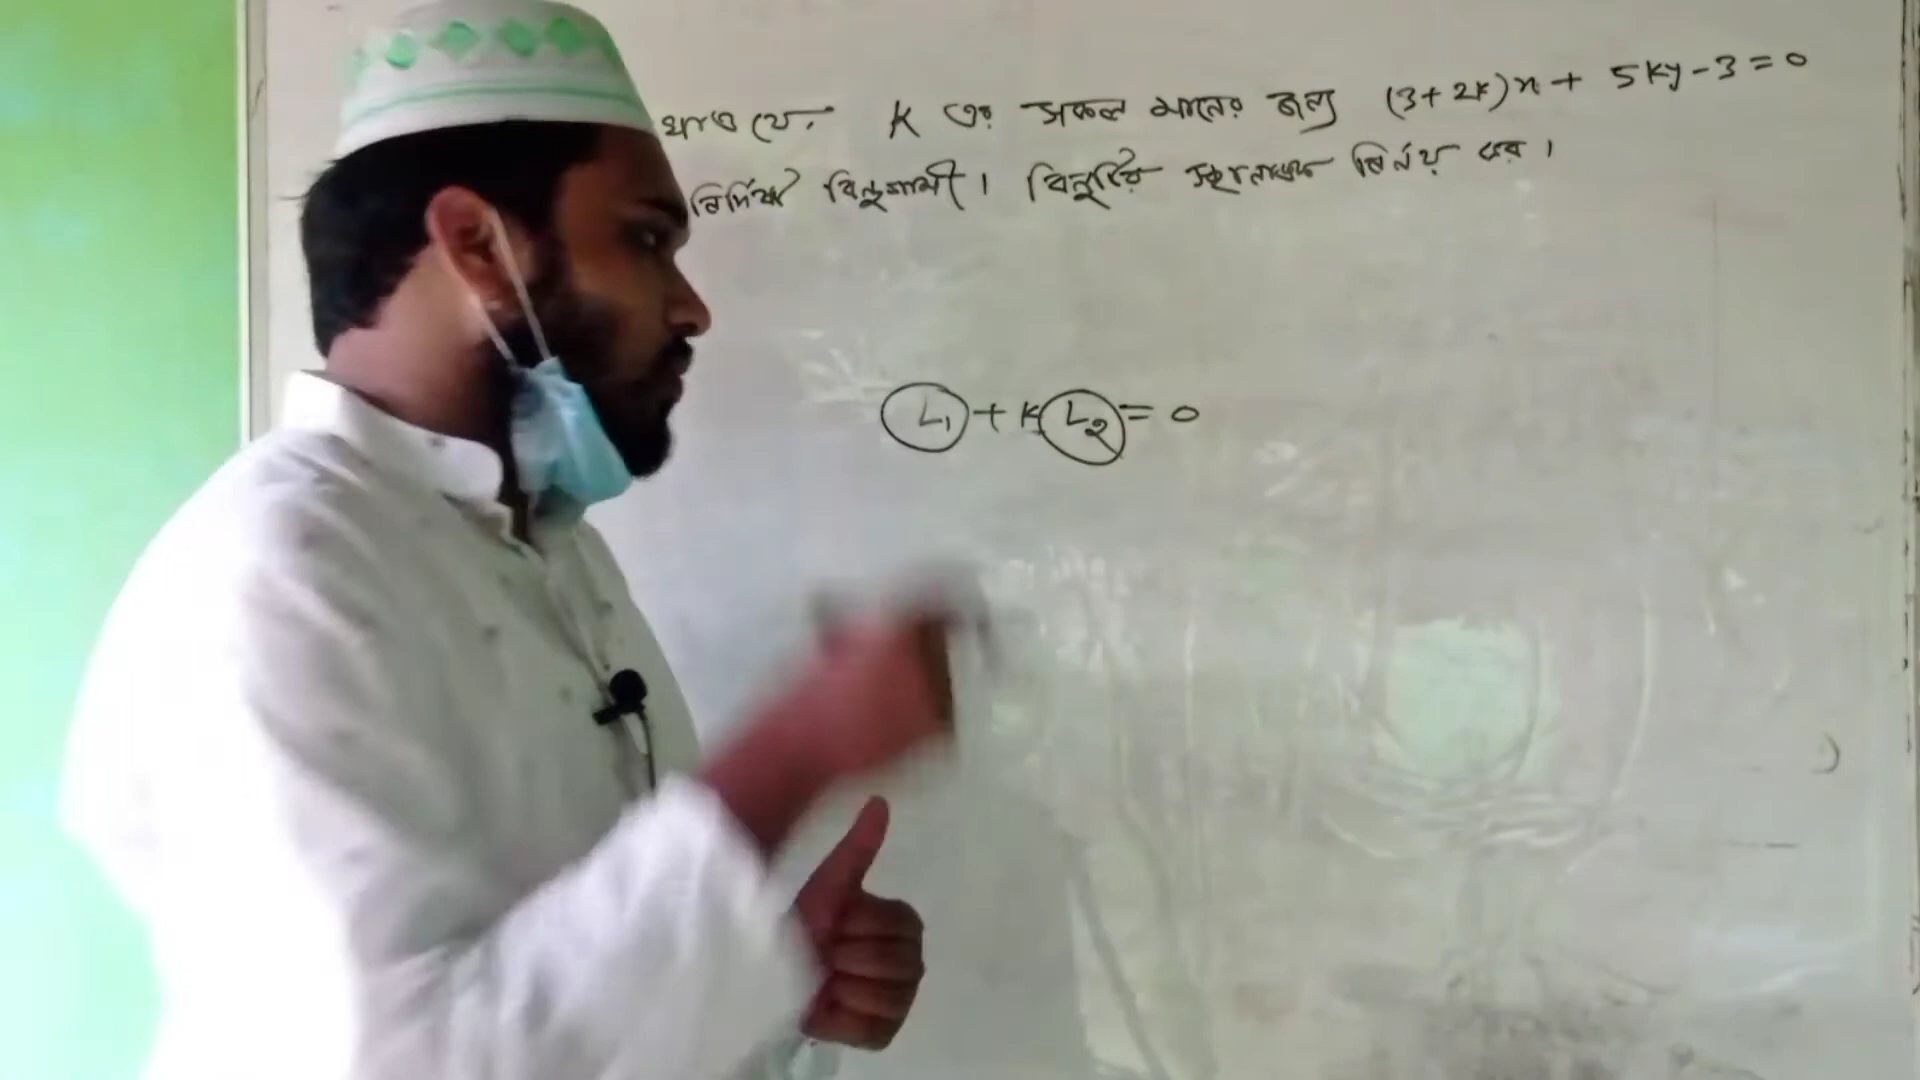 খাও যে, K এর সকল মানের জন্য (3+2k)x + 5ky-3=0
নির্দিষ্ট বিন্দুগামী। বিন্দুটির স্থানাঙ্ক নির্ণয় কর।
L₁ + K L₂ = 0